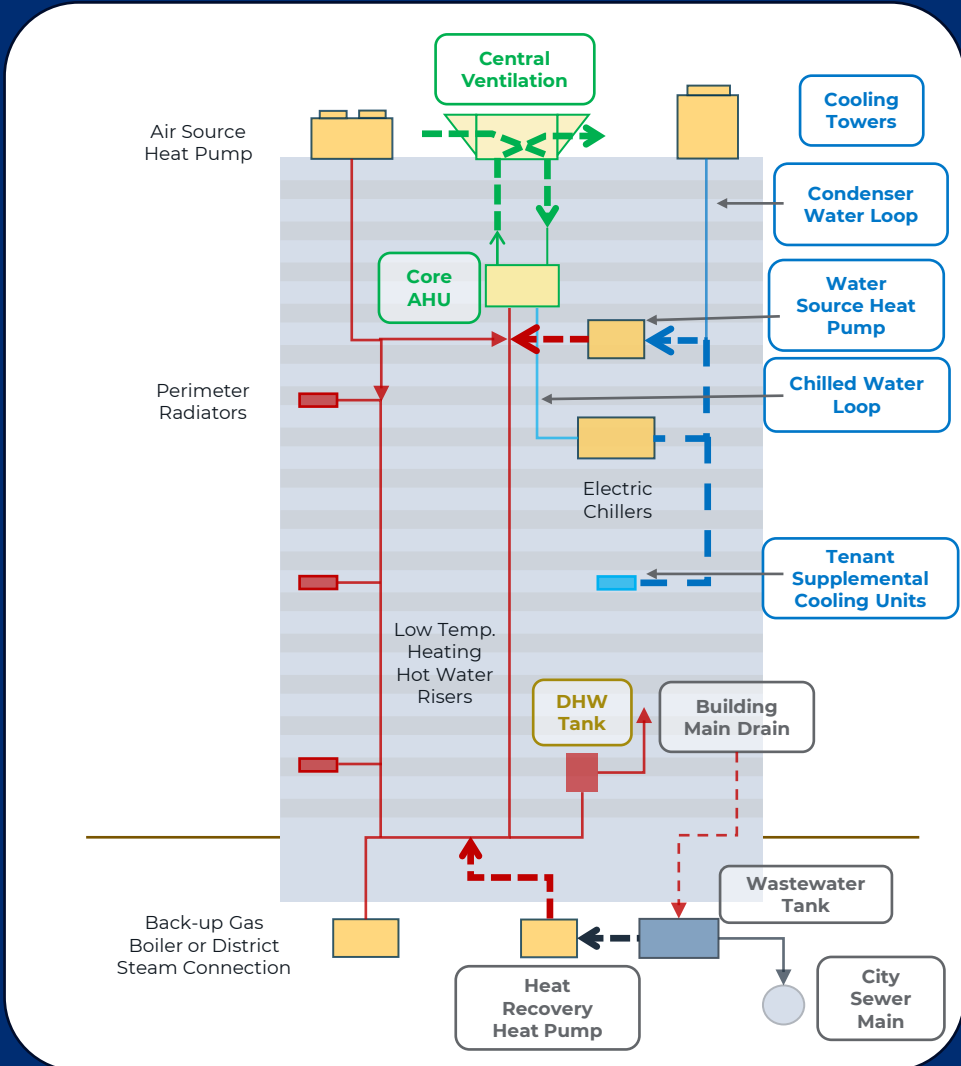 Central
Ventilation
Cooling
Towers
Air Source
Heat Pump
Condenser
Water Loop
Core
AHU
Water
Source Heat
Pump
Chilled Water
Loop
Perimeter
Radiators
Electric
Chillers
Tenant
Supplemental
Cooling Units
Low Temp.
Heating
Hot Water
Risers
DHW
Tank
Building
Main Drain
Wastewater
Tank
Back-up Gas
Boiler or District
Steam Connection
Heat
Recovery
Heat Pump
City
Sewer
Main